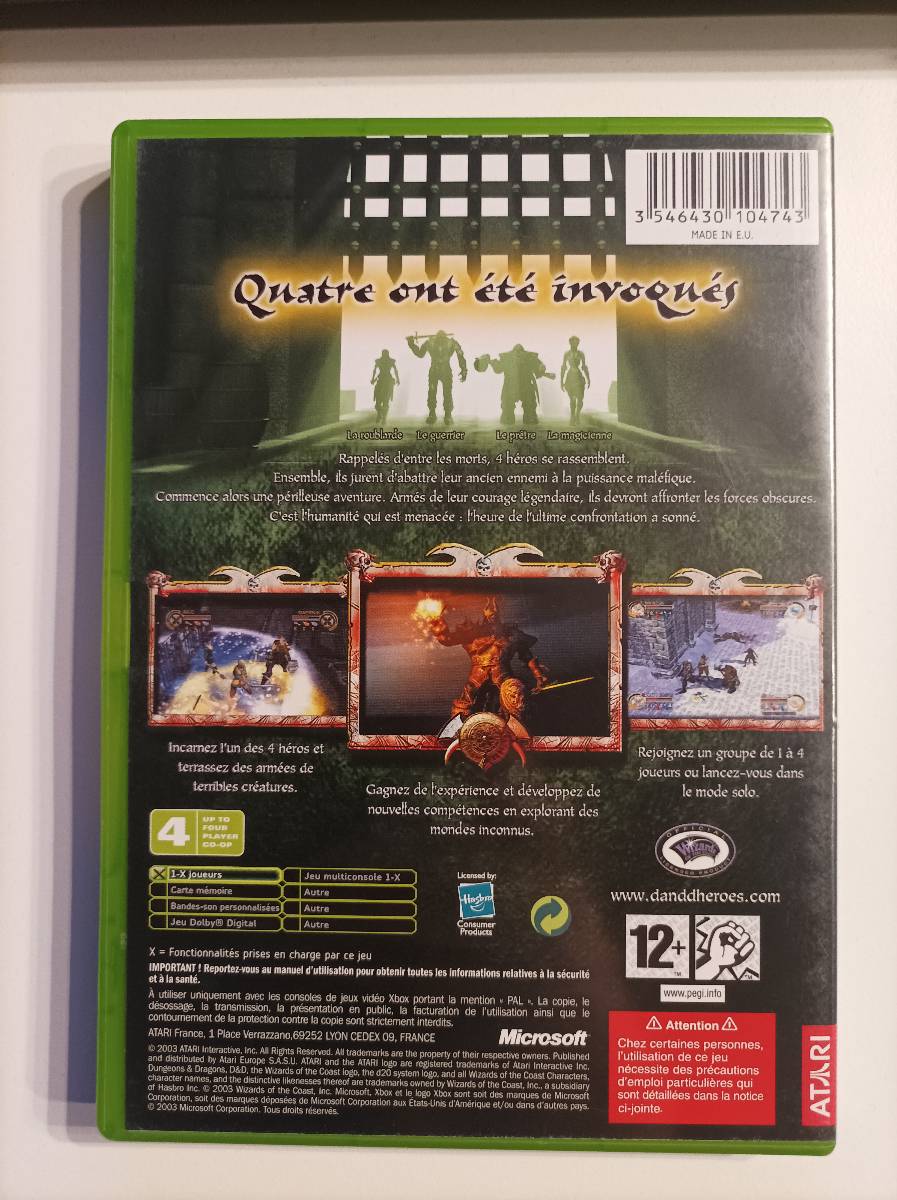 3 546430 104743
MADE IN E.U.
Quatre ont été invoqués
La roublarde Le guerrier Le prêtre La magicienne
Rappelés d'entre les morts, 4 héros se rassemblent.
Ensemble, ils jurent d'abattre leur ancien ennemi à la puissance maléfique.
Commence alors une périlleuse aventure. Armés de leur courage légendaire, ils devront affronter les forces obscures.
C'est l'humanité qui est menacée : l'heure de l'ultime confrontation a sonné.
Incarnez l'un des 4 héros et
terrassez des armées de
terribles créatures.
Gagnez de l'expérience et développez de
nouvelles compétences en explorant des
mondes inconnus.
Rejoignez un groupe de 1 à 4
joueurs ou lancez-vous dans
le mode solo.
4
UP TO
FOUR
PLAYER
CO-OP
X 1-X joueurs
Carte mémoire
Bandes-son personnalisées
Jeu Dolby® Digital
Jeu multiconsole 1-X
Autre
Autre
Autre
Licensed by:
Hasbro
Consumer
Products
OFFICIAL
Wizards
LICENSED PRODUCT
www.danddheroes.com
12+
™
™
www.pegi.info
X = Fonctionnalités prises en charge par ce jeu
IMPORTANT ! Reportez-vous au manuel d'utilisation pour obtenir toutes les informations relatives à la sécurité
et à la santé.
À utiliser uniquement avec les consoles de jeux vidéo Xbox portant la mention « PAL ». La copie, le
désossage, la transmission, la présentation en public, la facturation de l'utilisation ainsi que le
contournement de la protection contre la copie sont strictement interdits.
ATARI France, 1 Place Verrazzano,69252 LYON CEDEX 09, FRANCE
Microsoft
© 2003 ATARI Interactive, Inc. All Rights Reserved. All trademarks are the property of their respective owners. Published
and distributed by Atari Europe S.A.S.U. ATARI and the ATARI logo are registered trademarks of Atari Interactive Inc.
Dungeons & Dragons, D&D, the Wizards of the Coast logo, the d20 system logo, and all Wizards of the Coast Characters,
character names, and the distinctive likenesses thereof are trademarks owned by Wizards of the Coast, Inc., a subsidiary
of Hasbro Inc. © 2003 Wizards of the Coast, Inc. Microsoft, Xbox et le logo Xbox sont soit des marques de Microsoft
Corporation, soit des marques déposées de Microsoft Corporation aux États-Unis d'Amérique et/ou dans d'autres pays.
© 2003 Microsoft Corporation. Tous droits réservés.
Attention
Chez certaines personnes,
l'utilisation de ce jeu
nécesite des précautions
d'emploi particulières qui
sont détaillées dans la notice
ci-jointe.
ATARI